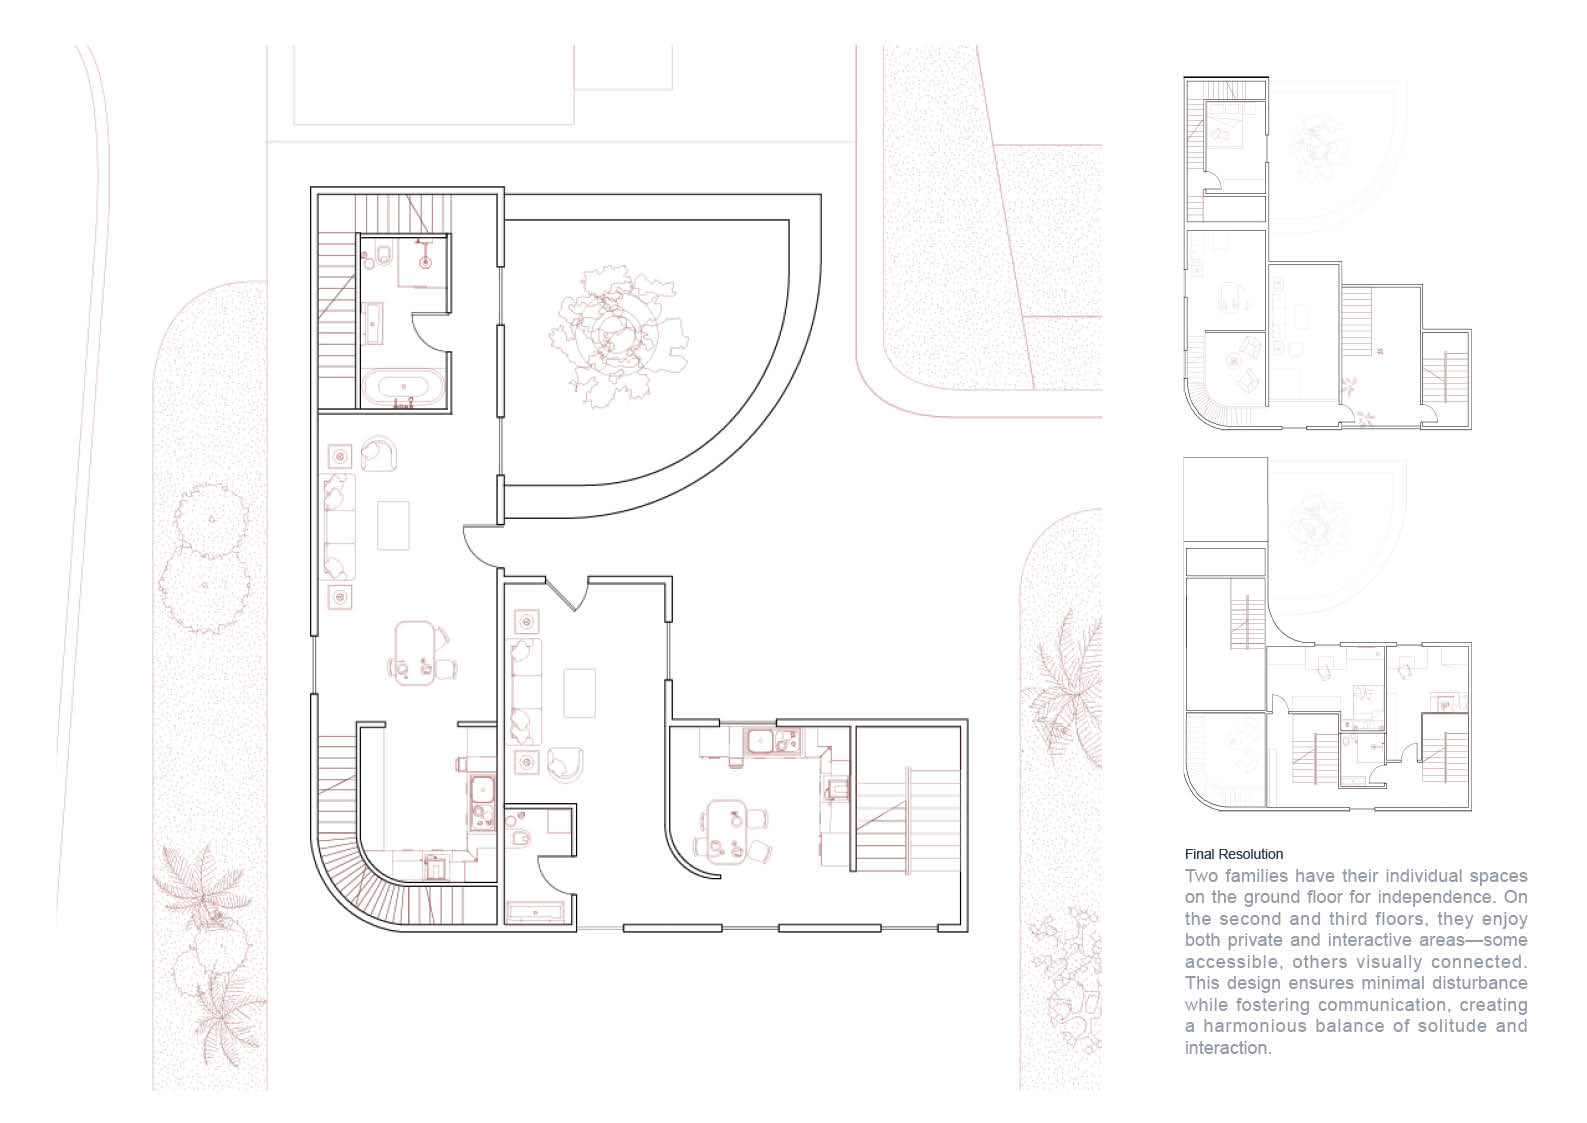 Final Resolution
Two families have their individual spaces
on the ground floor for independence. On
the second and third floors, they enjoy
both private and interactive areas—some
accessible, others visually connected.
This design ensures minimal disturbance
while fostering communication, creating
a harmonious balance of solitude and
interaction.